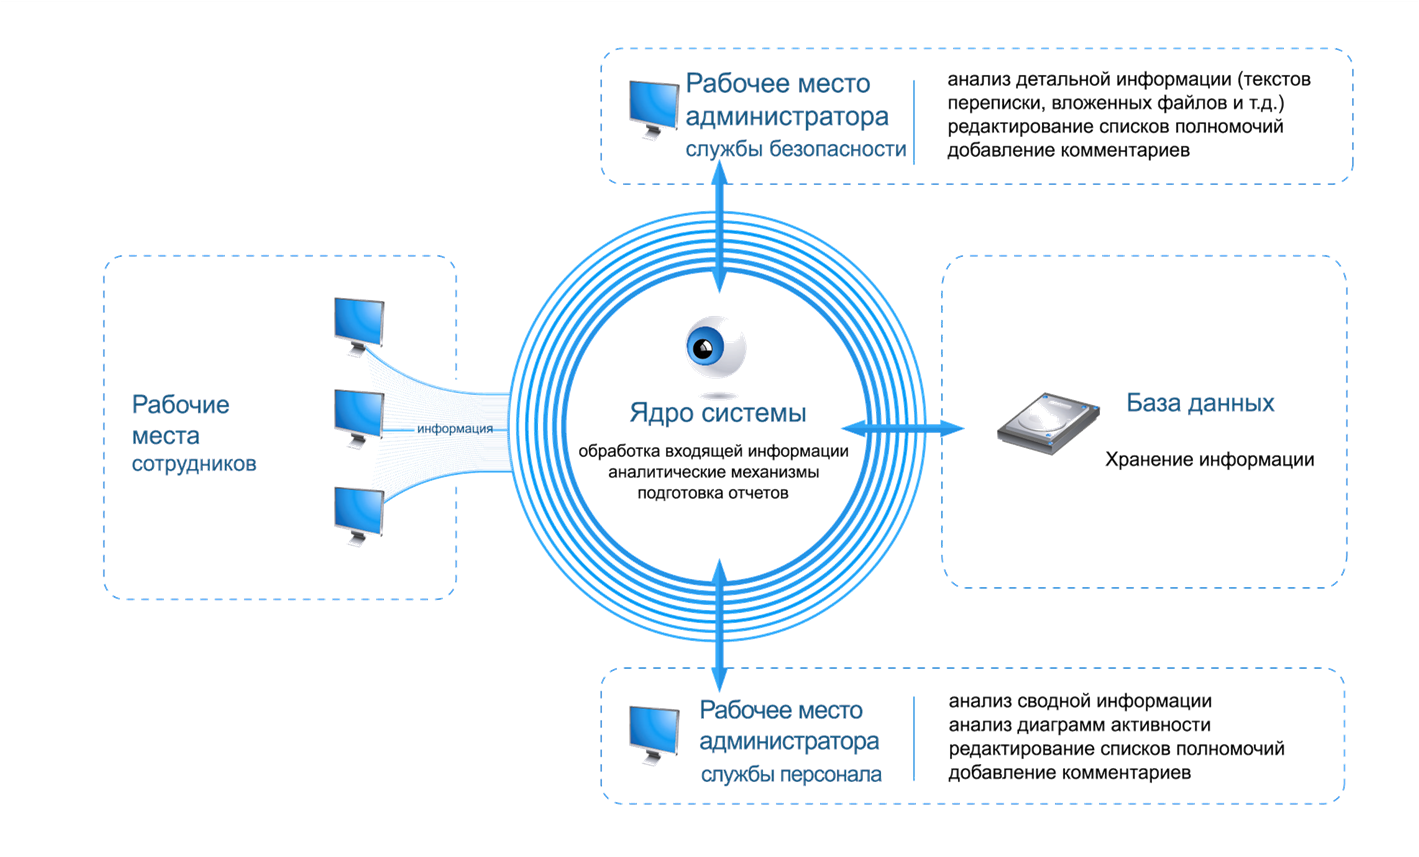 Рабочее место
администратора
службы безопасности
анализ детальной информации (текстов
переписки, вложенных файлов и т.д.)
редактирование списков полномочий
добавление комментариев
Рабочие
места
сотрудников
информация
Ядро системы
обработка входящей информации
аналитические механизмы
подготовка отчетов
База данных
Хранение информации
Рабочее место
администратора
службы персонала
анализ сводной информации
анализ диаграмм активности
редактирование списков полномочий
добавление комментариев